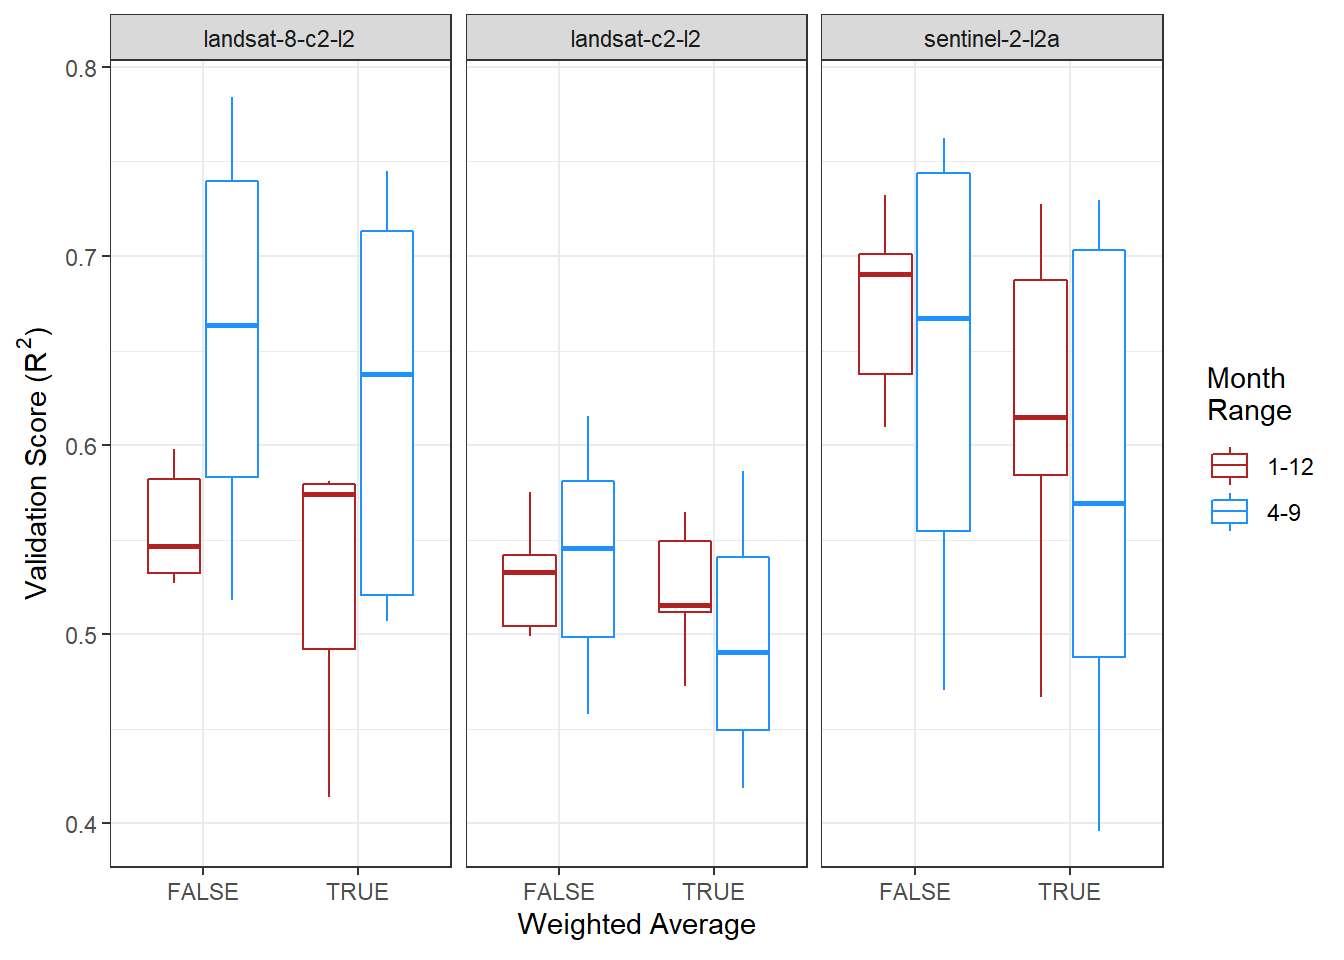 landsat-8-c2-l2
landsat-c2-l2
sentinel-2-l2a
Validation Score (R²)
0.8
0.7
0.6
0.5
0.4
FALSE
TRUE
FALSE
TRUE
FALSE
TRUE
Weighted Average
Month
Range
1-12
4-9